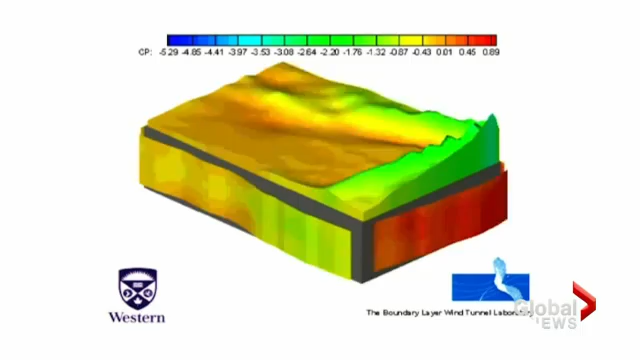 CP: -5.29 -4.85 -4.41 -3.97 -3.53 -3.08 -2.64 -2.20 -1.76 -1.32 -0.87 -0.43 0.01 0.45 0.89
Western
The Boundary Layer Wind Tunnel Laboratory
Global
NEWS